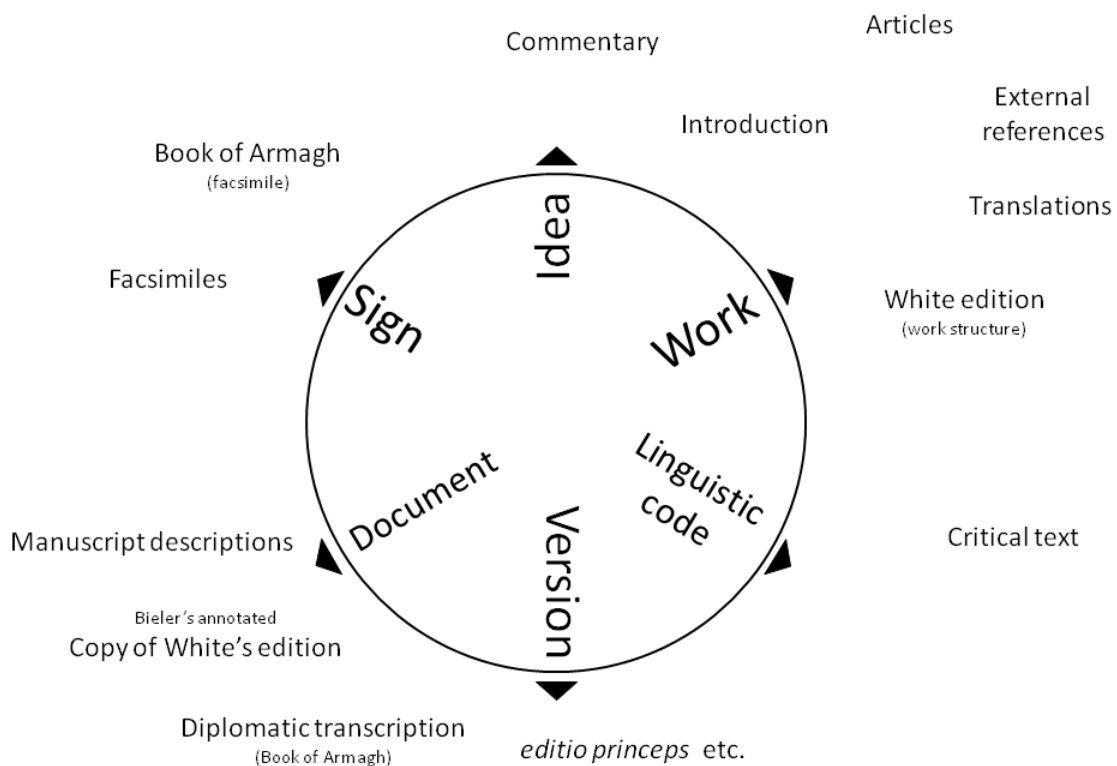 Articles
Commentary
External
references
Introduction
Book of Armagh
(facsimile)
Translations
Idea
Facsimiles
Sign
Work
White edition
(work structure)
Document
Linguistic
code
Version
Manuscript descriptions
Critical text
Bieler's annotated
Copy of White's edition
Diplomatic transcription
(Book of Armagh)
editio princeps etc.